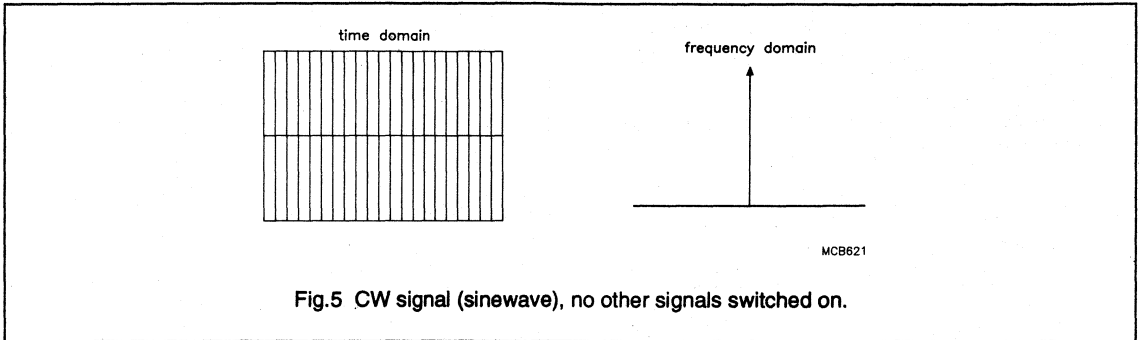 time domain
frequency domain
MCB621
Fig.5 CW signal (sinewave), no other signals switched on.